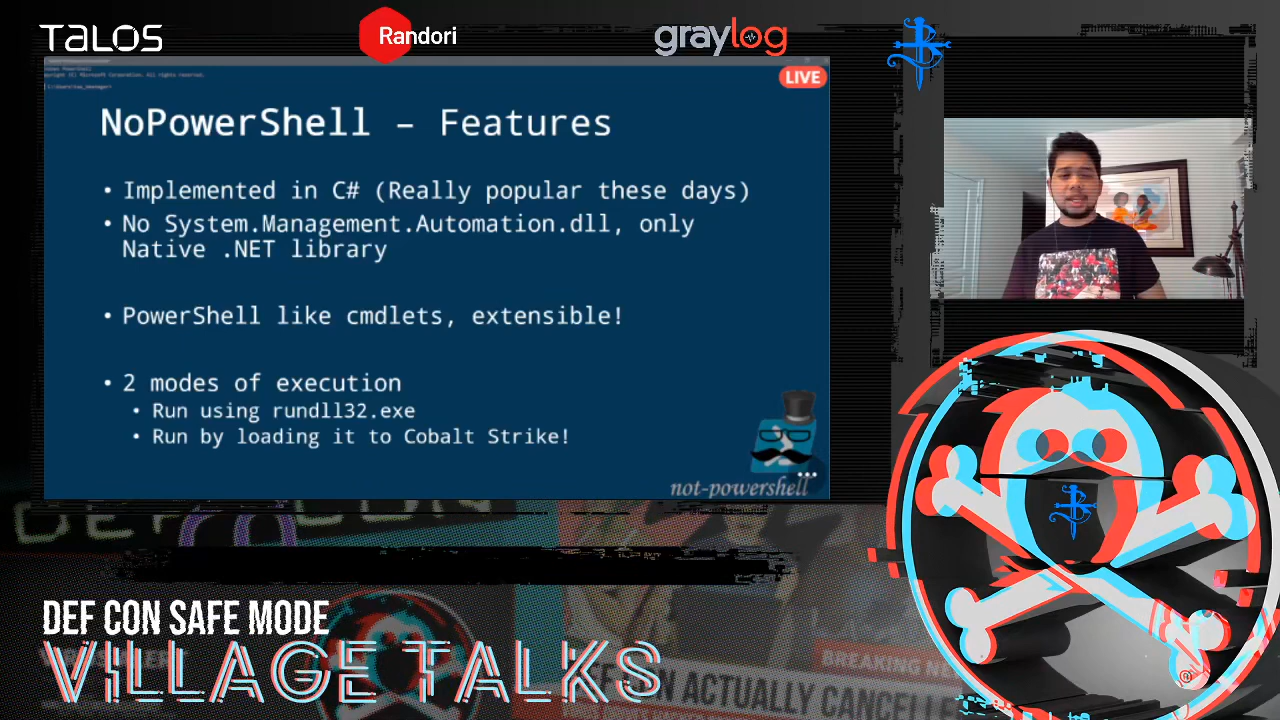 TALOS
Randori
graylog
LIVE
NoPowerShell – Features
• Implemented in C# (Really popular these days)
• No System.Management.Automation.dll, only
Native .NET library
• PowerShell like cmdlets, extensible!
• 2 modes of execution
• Run using rundll32.exe
• Run by loading it to Cobalt Strike!
not-powershell
DEF CON
DEF CON SAFE MODE
VILLAGE TALKS
BREAKING
ACTUALLY CANCELLE